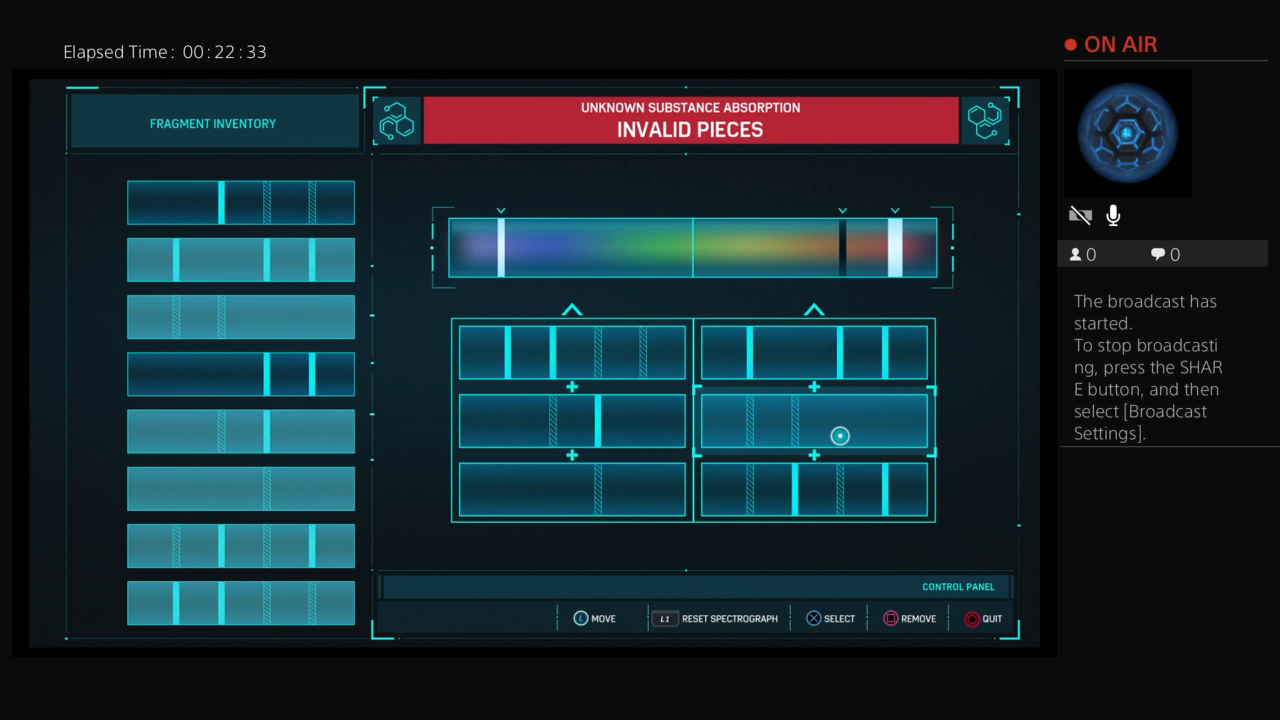 Elapsed Time: 00:22:33
ON AIR
FRAGMENT INVENTORY
UNKNOWN SUBSTANCE ABSORPTION
INVALID PIECES
0
0
The broadcast has
started.
To stop broadcasti
ng, press the SHAR
E button, and then
select [Broadcast
Settings].
CONTROL PANEL
L MOVE
L1 RESET SPECTROGRAPH
SELECT
REMOVE
QUIT